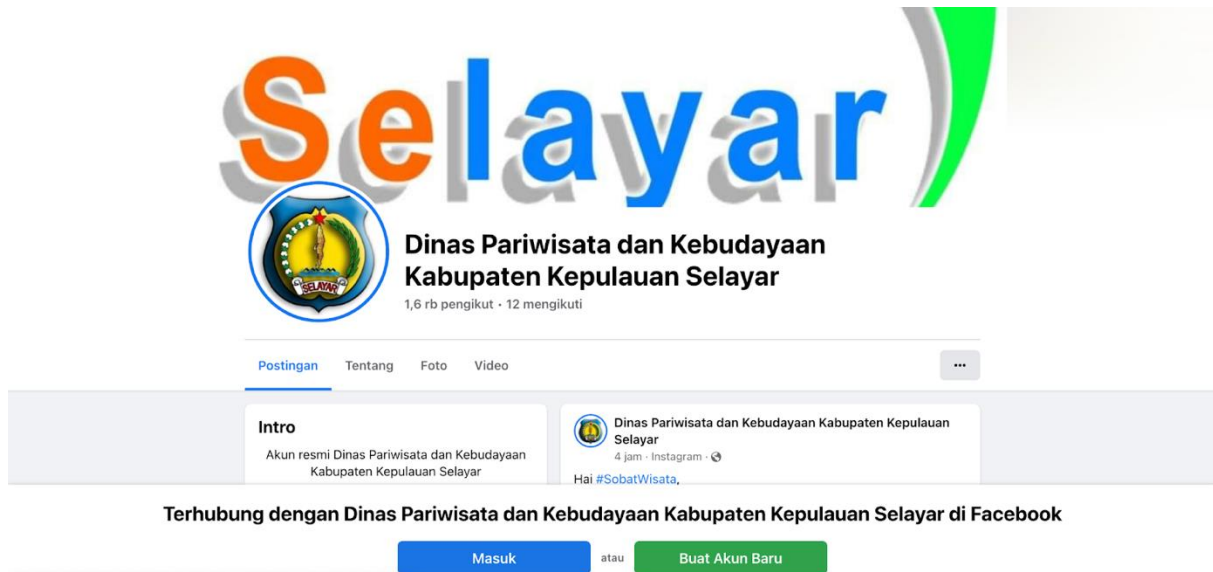 Selayar
SELAYAR
Dinas Pariwisata dan Kebudayaan
Kabupaten Kepulauan Selayar
1,6 rb pengikut · 12 mengikuti
Postingan Tentang Foto Video
Intro
Akun resmi Dinas Pariwisata dan Kebudayaan
Kabupaten Kepulauan Selayar
Dinas Pariwisata dan Kebudayaan Kabupaten Kepulauan
Selayar
4 jam · Instagram ·
Hai #SobatWisata,
Terhubung dengan Dinas Pariwisata dan Kebudayaan Kabupaten Kepulauan Selayar di Facebook
Masuk atau Buat Akun Baru